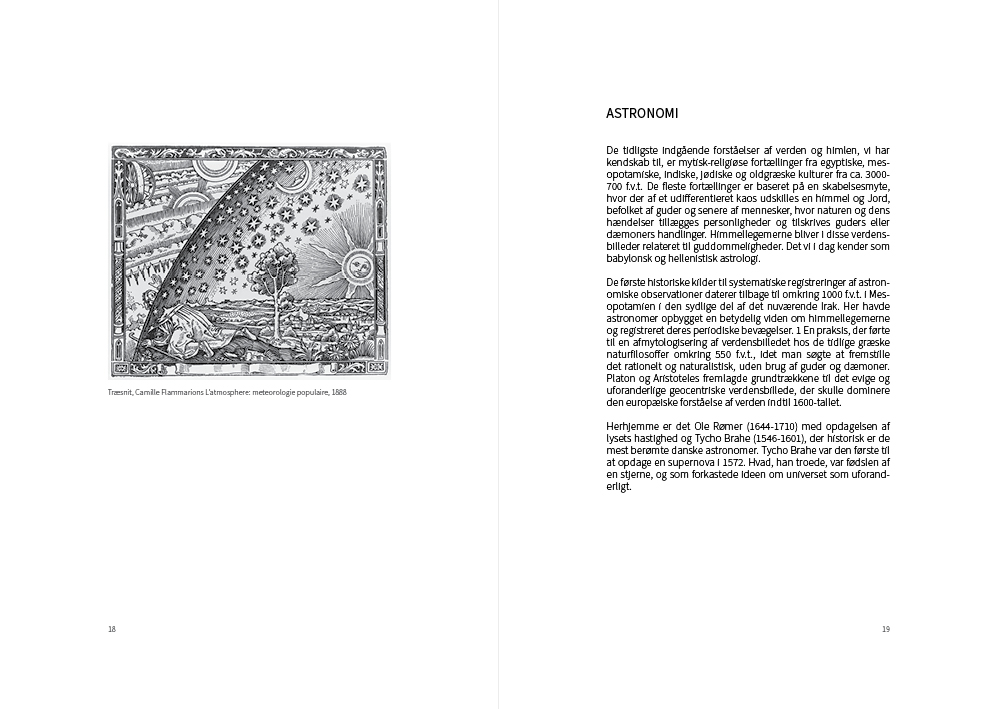 Træsnit, Camille Flammarions L'atmosphere: meteorologie populaire, 1888
18
ASTRONOMI
De tidligste indgående forståelser af verden og himlen, vi har
kendskab til, er mytisk-religiøse fortællinger fra egyptiske, mes-
opotamiske, indiske, jødiske og oldgræske kulturer fra ca. 3000-
700 f.v.t. De fleste fortællinger er baseret på en skabelsesmyte,
hvor der af et udifferentieret kaos udskilles en himmel og Jord,
befolket af guder og senere af mennesker, hvor naturen og dens
hændelser tillægges personligheder og tilskrives guders eller
dæmoners handlinger. Himmellegemerne bliver i disse verdens-
billeder relateret til guddommeligheder. Det vi i dag kender som
babylonsk og hellenistisk astrologi.
De første historiske kilder til systematiske registreringer af astron-
omiske observationer daterer tilbage til omkring 1000 f.v.t. i Mes-
opotamien i den sydlige del af det nuværende Irak. Her havde
astronomer opbygget en betydelig viden om himmellegemerne
og registreret deres periodiske bevægelser. 1 En praksis, der førte
til en afmytologisering af verdensbilledet hos de tidlige græske
naturfilosoffer omkring 550 f.v.t., idet man søgte at fremstille
det rationelt og naturalistisk, uden brug af guder og dæmoner.
Platon og Aristoteles fremlagde grundtrækkene til det evige og
uforanderlige geocentriske verdensbillede, der skulle dominere
den europæiske forståelse af verden indtil 1600-tallet.
Herhjemme er det Ole Rømer (1644-1710) med opdagelsen af
lysets hastighed og Tycho Brahe (1546-1601), der historisk er de
mest berømte danske astronomer. Tycho Brahe var den første til
at opdage en supernova i 1572. Hvad, han troede, var fødslen af
en stjerne, og som forkastede ideen om universet som uforand-
erligt.
19